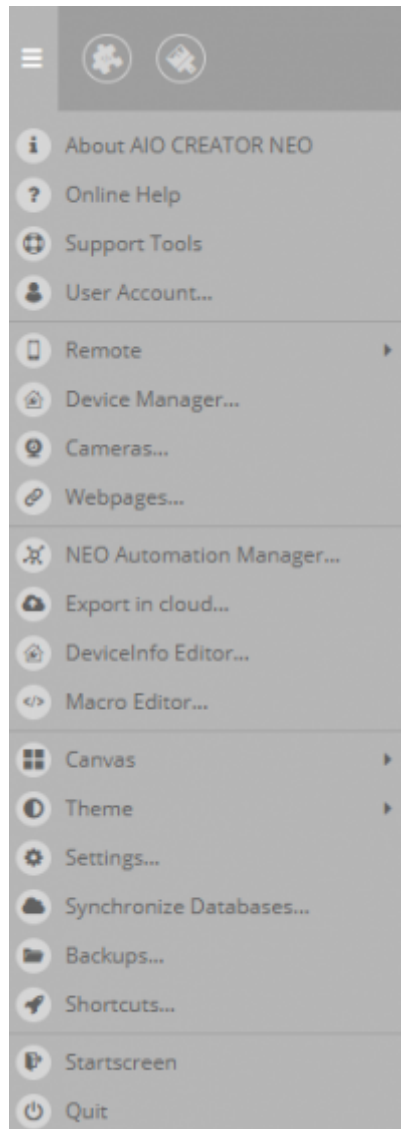 About AIO CREATOR NEO
Online Help
Support Tools
User Account...
Remote
Device Manager...
Cameras...
Webpages...
NEO Automation Manager...
Export in cloud...
DeviceInfo Editor...
Macro Editor...
Canvas
Theme
Settings...
Synchronize Databases...
Backups...
Shortcuts...
Startscreen
Quit